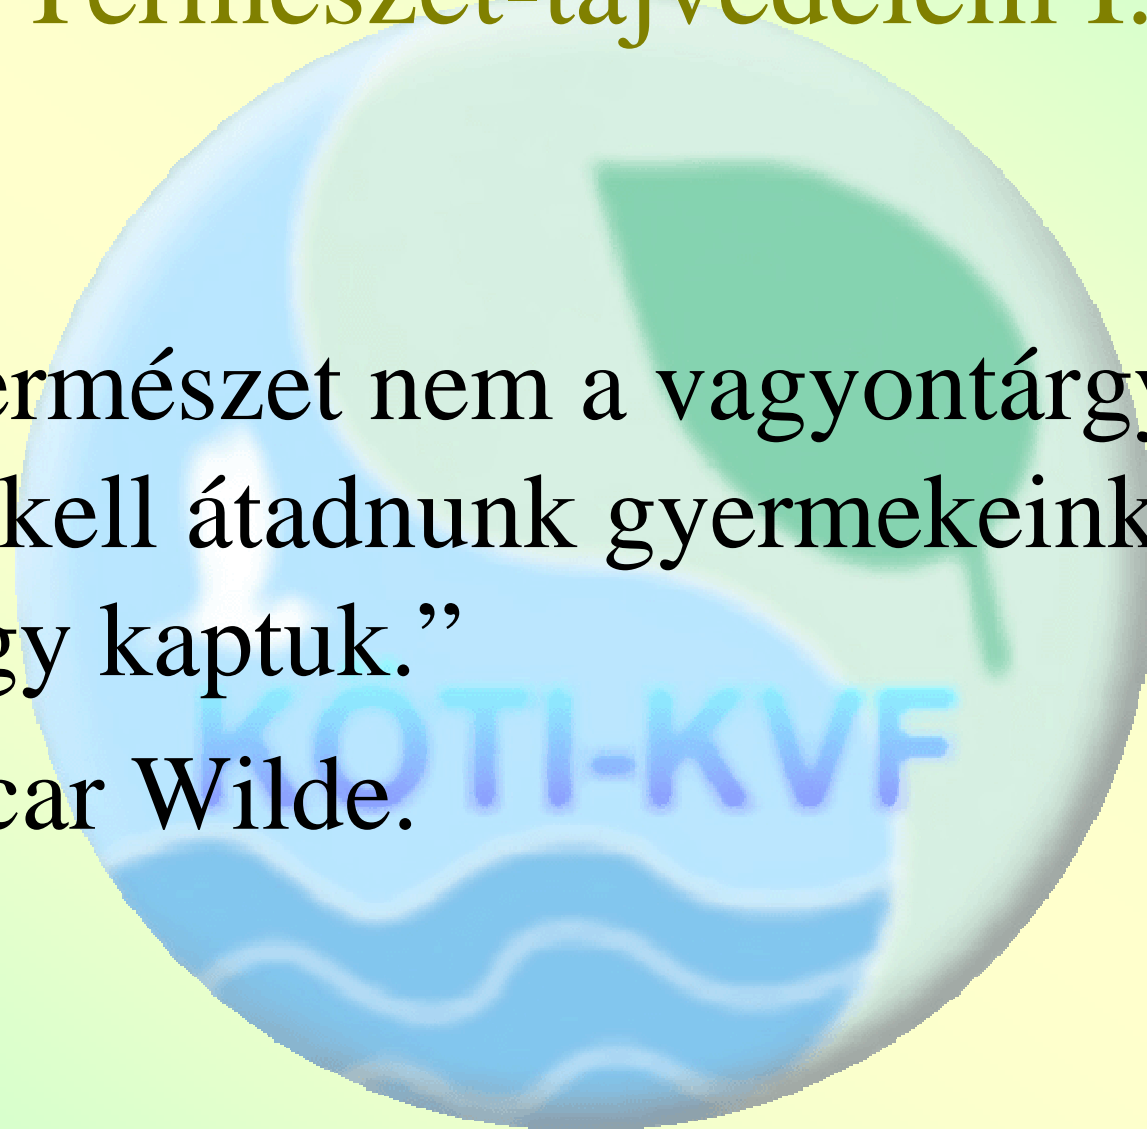 Természet-tájvédelem I.
ermészet nem a vagyontárgy
kell átadnunk gyermekeink
gy kaptuk.”
car Wilde.
KÖTI-KVF